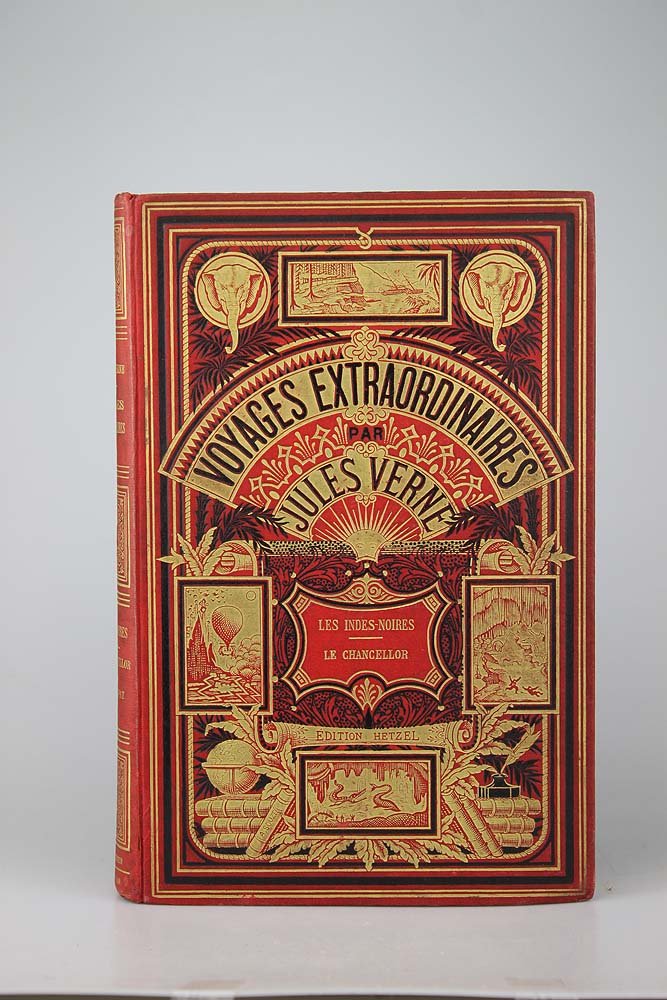 VOYAGES EXTRAORDINAIRES
PAR
JULES VERNE
LES INDES-NOIRES
LE CHANCELLOR
EDITION HETZEL